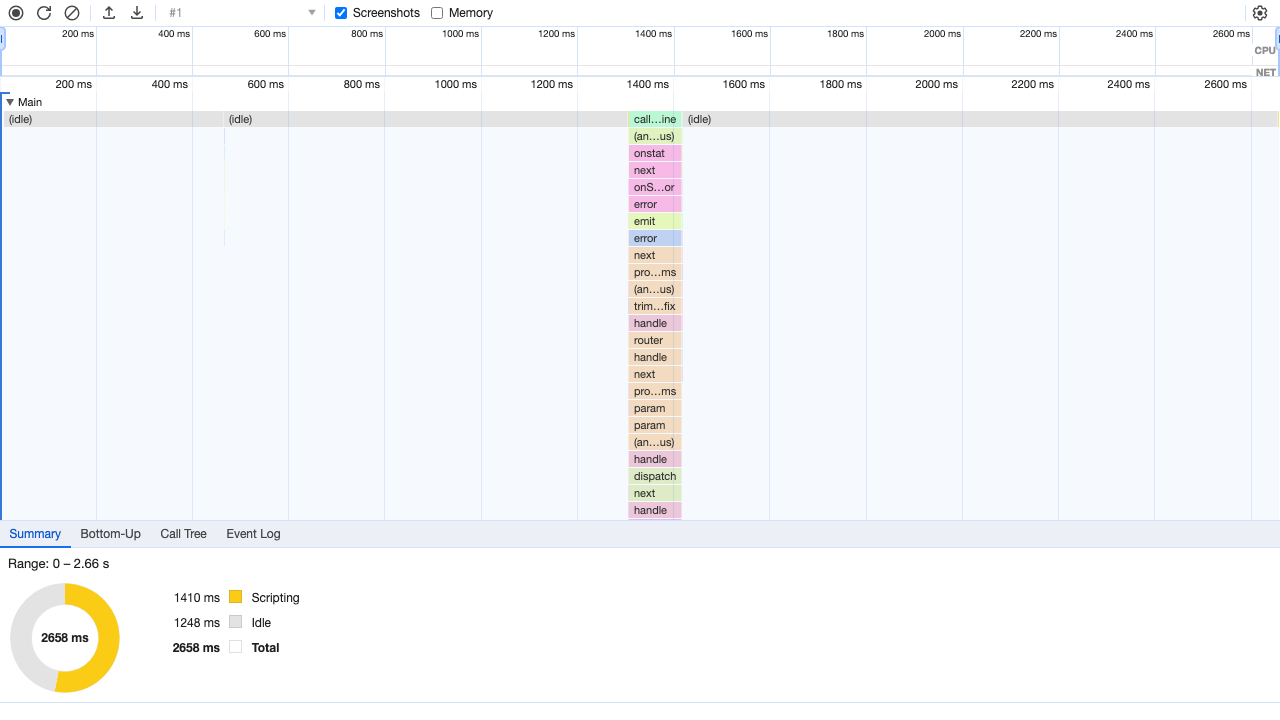 #1 Screenshots Memory
200 ms 400 ms 600 ms 800 ms 1000 ms 1200 ms 1400 ms 1600 ms 1800 ms 2000 ms 2200 ms 2400 ms 2600 ms
CPU
NET
200 ms 400 ms 600 ms 800 ms 1000 ms 1200 ms 1400 ms 1600 ms 1800 ms 2000 ms 2200 ms 2400 ms 2600 ms
Main
(idle) (idle) call…ine (idle)
(an…us)
onstat
next
onS…or
error
emit
error
next
pro…ms
(an…us)
trim…fix
handle
router
handle
next
pro…ms
param
param
(an…us)
handle
dispatch
next
handle
Summary Bottom-Up Call Tree Event Log
Range: 0 – 2.66 s
1410 ms Scripting
1248 ms Idle
2658 ms 2658 ms Total